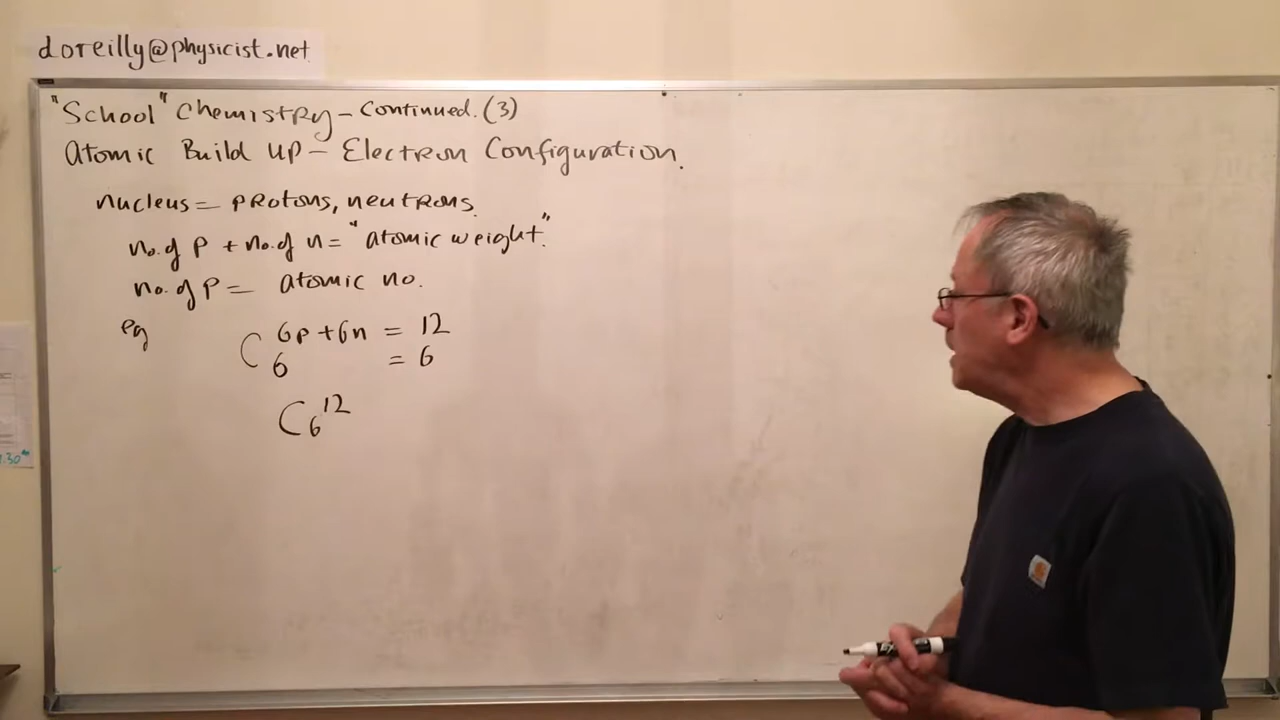 doreilly@physicist.net
"School" Chemistry - Continued. (3)
Atomic Build Up - Electron Configuration.
nucleus = protons, neutrons.
no. of p + no. of n = "atomic weight".
no. of p = atomic no.
eg
C 6p + 6n = 12
6 = 6
C 6 12
.30